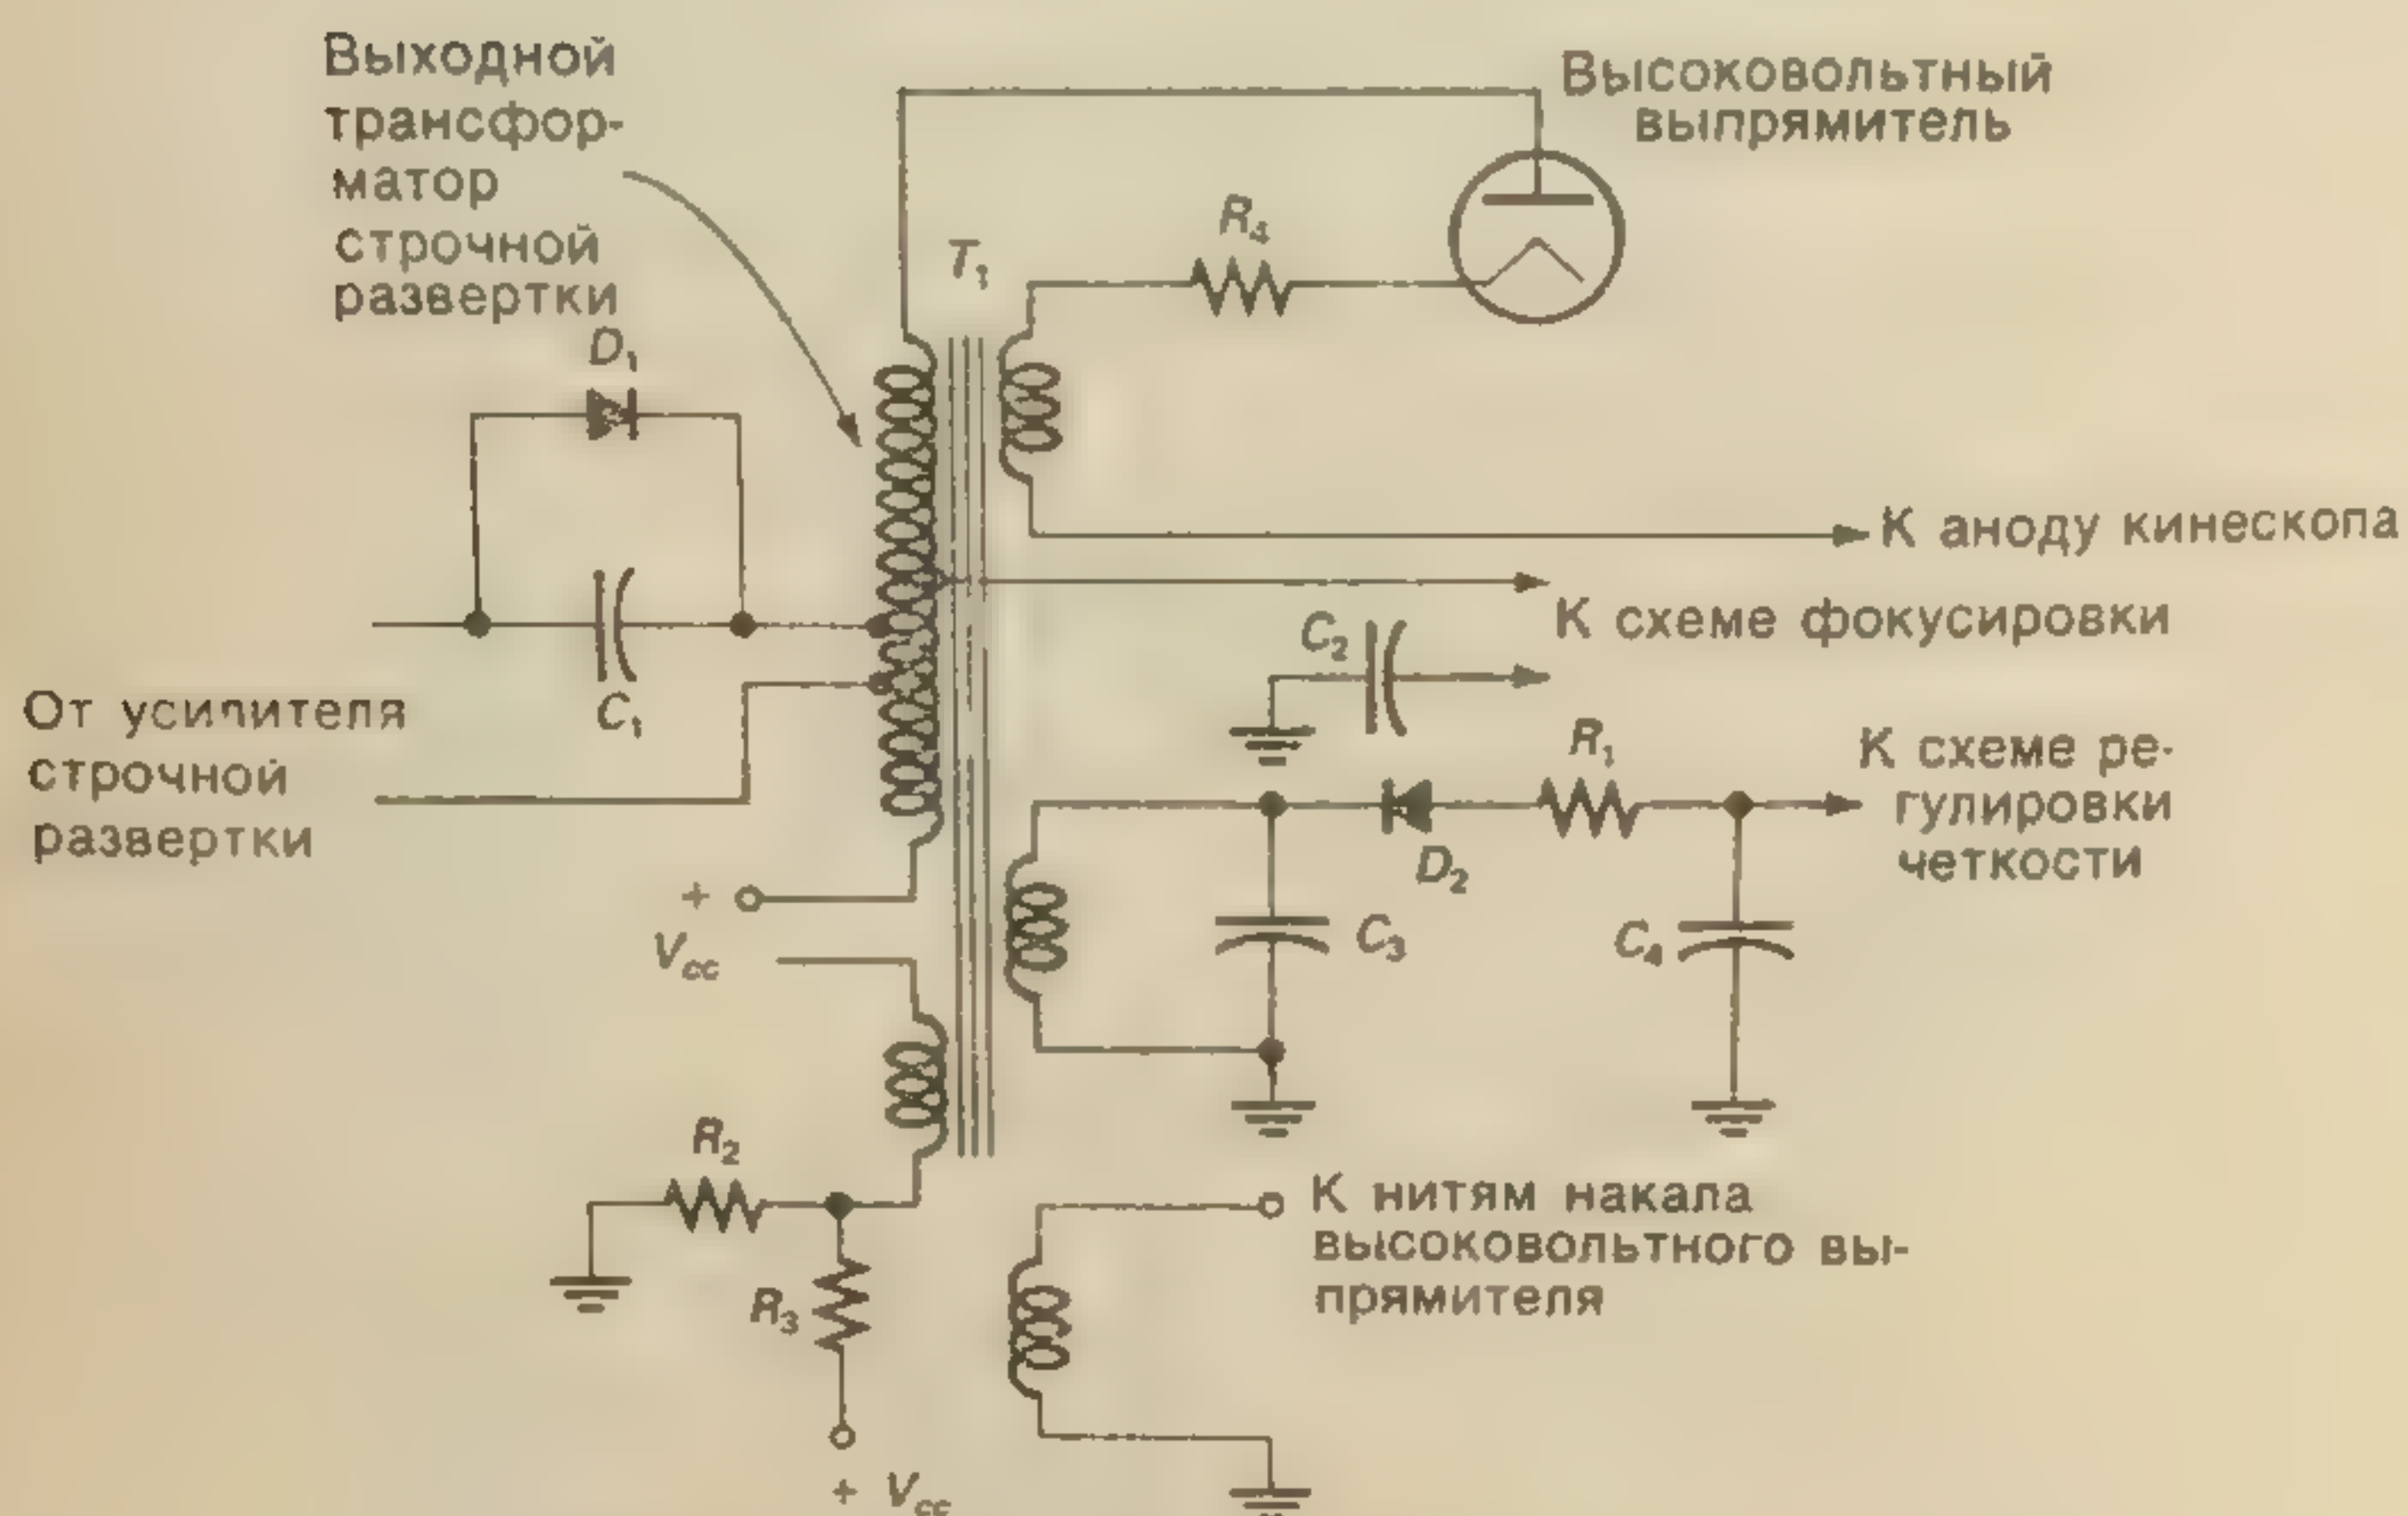 Выходной
трансфор-
матор
строчной
развертки
Высоковольтный
выпрямитель
T₁
R₄
D₁
К аноду кинескопа
К схеме фокусировки
C₂
От усилителя
строчной
развертки
C₁
R₁
К схеме ре-
гулировки
четкости
D₂
+
Vcc
C₃
C₄
R₂
R₃
К нитям накала
высоковольтного вы-
прямителя
+ Vcc